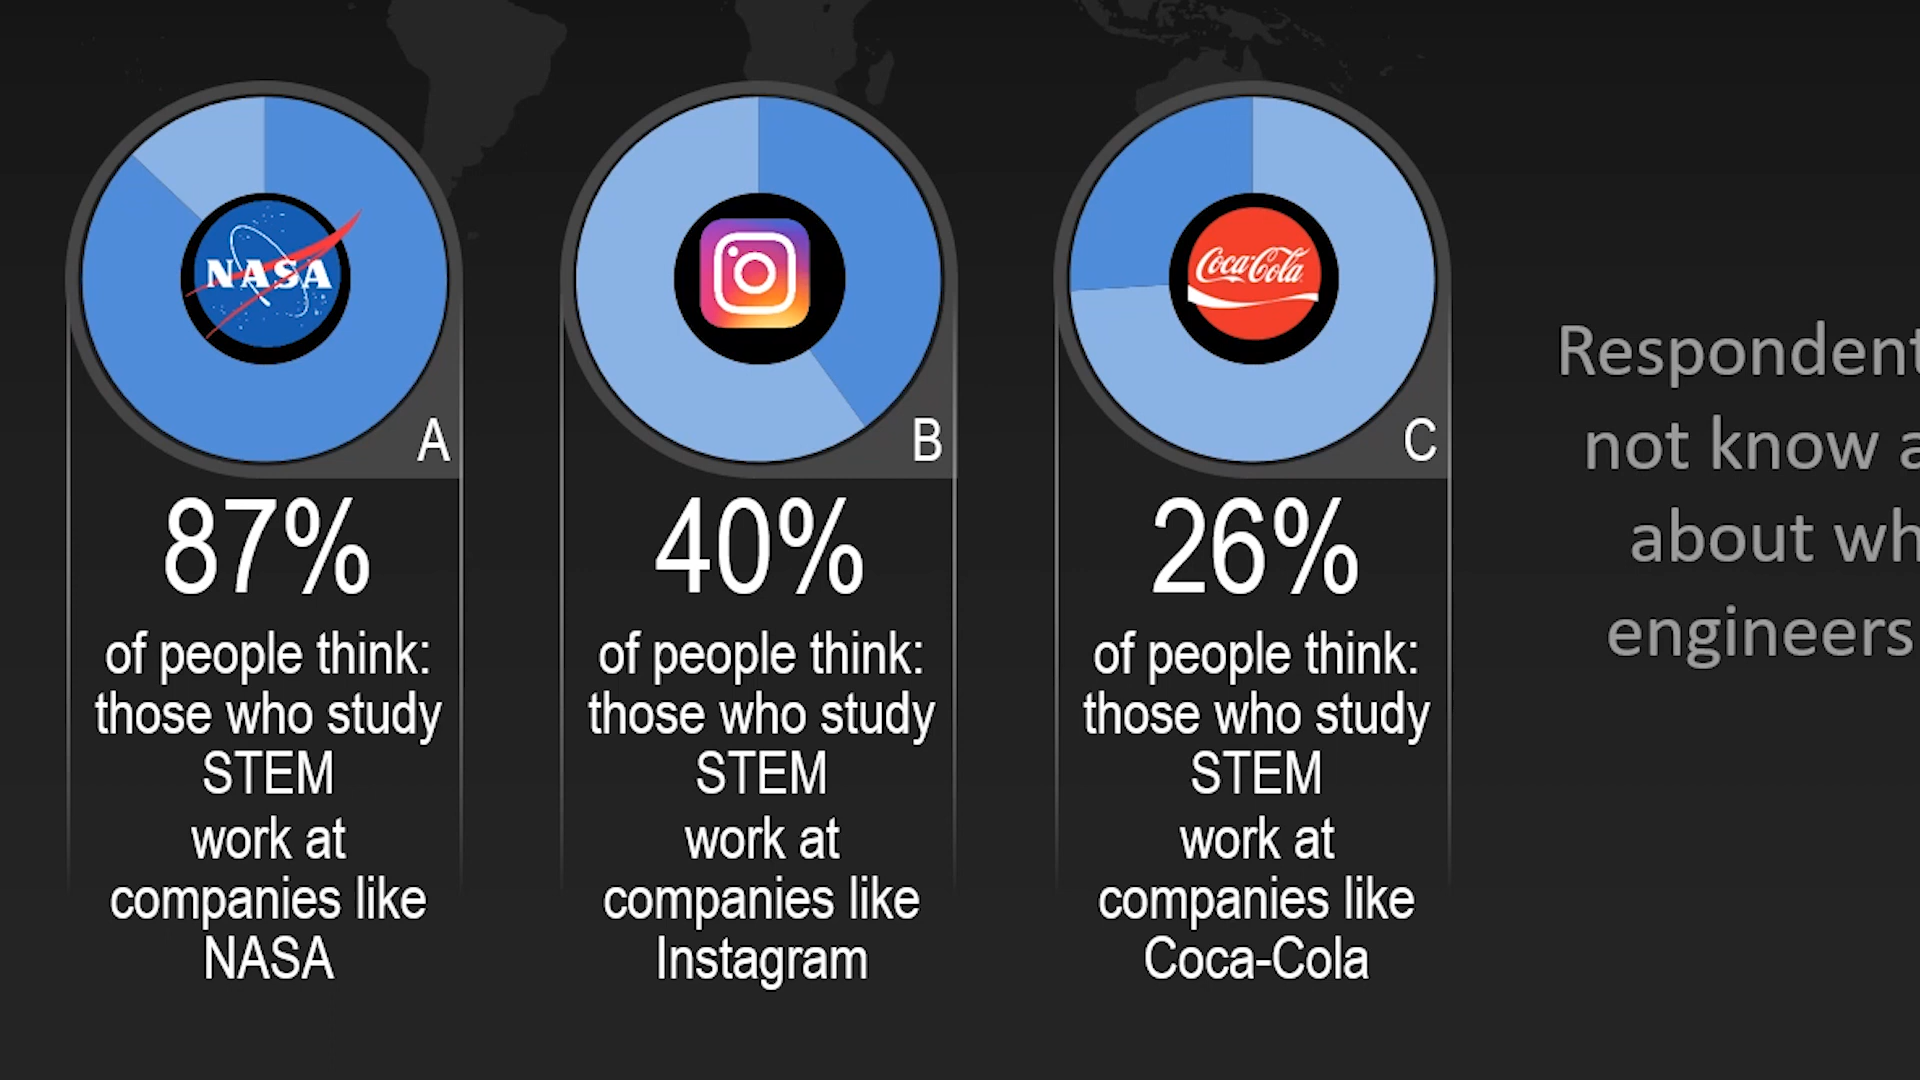 NASA
Coca-Cola
A
B
C
87%
of people think:
those who study
STEM
work at
companies like
NASA
40%
of people think:
those who study
STEM
work at
companies like
Instagram
26%
of people think:
those who study
STEM
work at
companies like
Coca-Cola
Respondent
not know
about
engineers